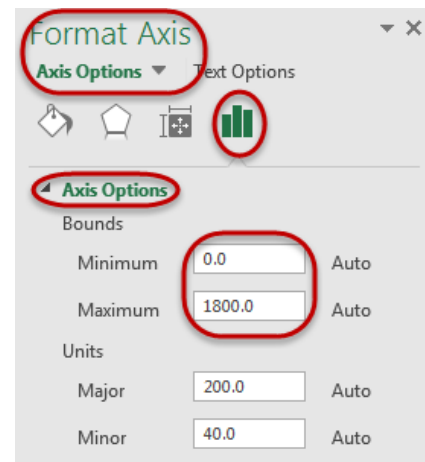 Format Axis
Axis Options Text Options
Axis Options
Bounds
Minimum 0.0 Auto
Maximum 1800.0 Auto
Units
Major 200.0 Auto
Minor 40.0 Auto